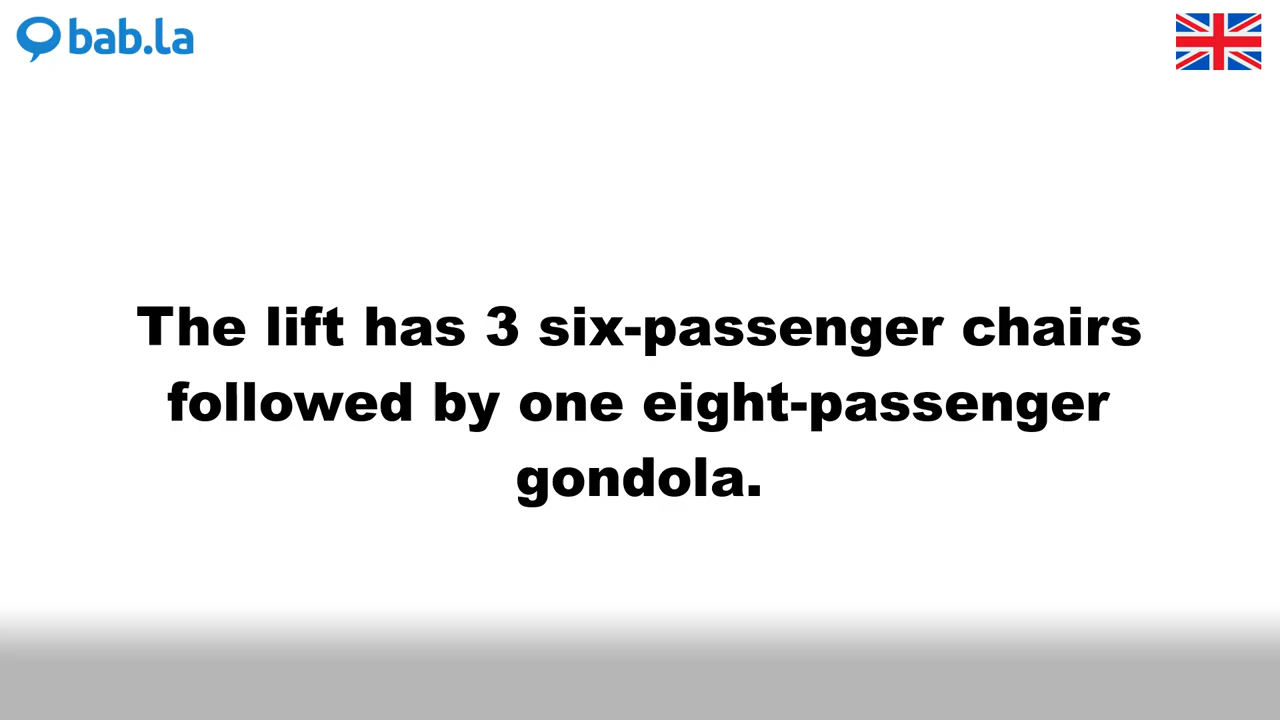 bab.la
The lift has 3 six-passenger chairs
followed by one eight-passenger
gondola.